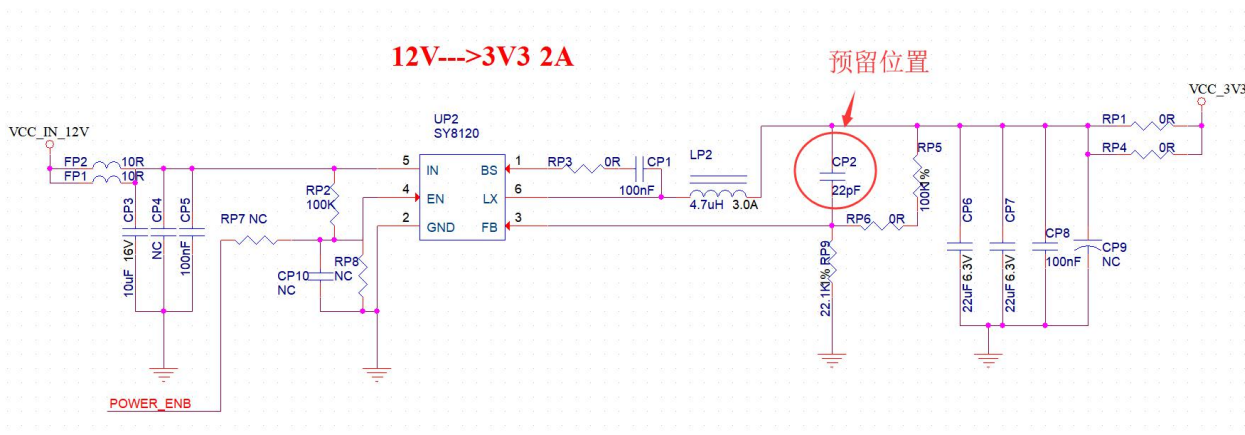 12V--->3V3 2A
预留位置
VCC_3V3
VCC_IN_12V
UP2
SY8120
RP1 0R
FP2 10R
FP1 10R
RP4 0R
5 IN BS 1
RP3 0R CP1
100nF
LP2
4.7uH 3.0A
CP2
22pF
RP5
100K1%
RP2
100K
4 EN LX 6
2 GND FB 3
RP6 0R
RP7 NC
CP3
10uF 16V
CP4
NC
CP5
100nF
CP10
NC
RP8
NC
RP9
22.1K1%
CP6
22uF 6.3V
CP7
22uF 6.3V
CP8
100nF
CP9
NC
POWER_ENB